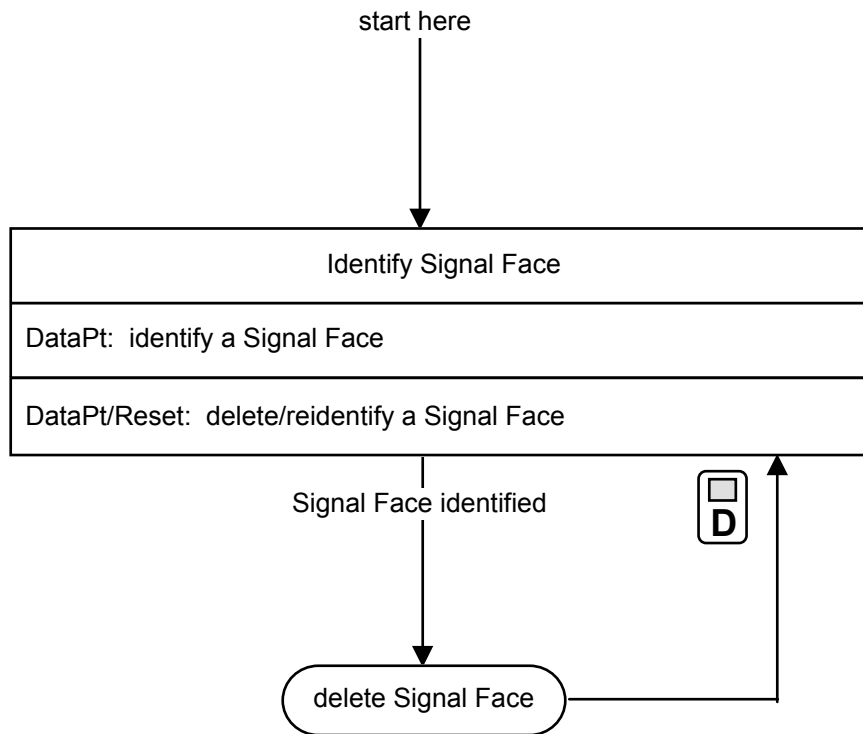 start here
Identify Signal Face
DataPt: identify a Signal Face
DataPt/Reset: delete/reidentify a Signal Face
Signal Face identified
D
delete Signal Face